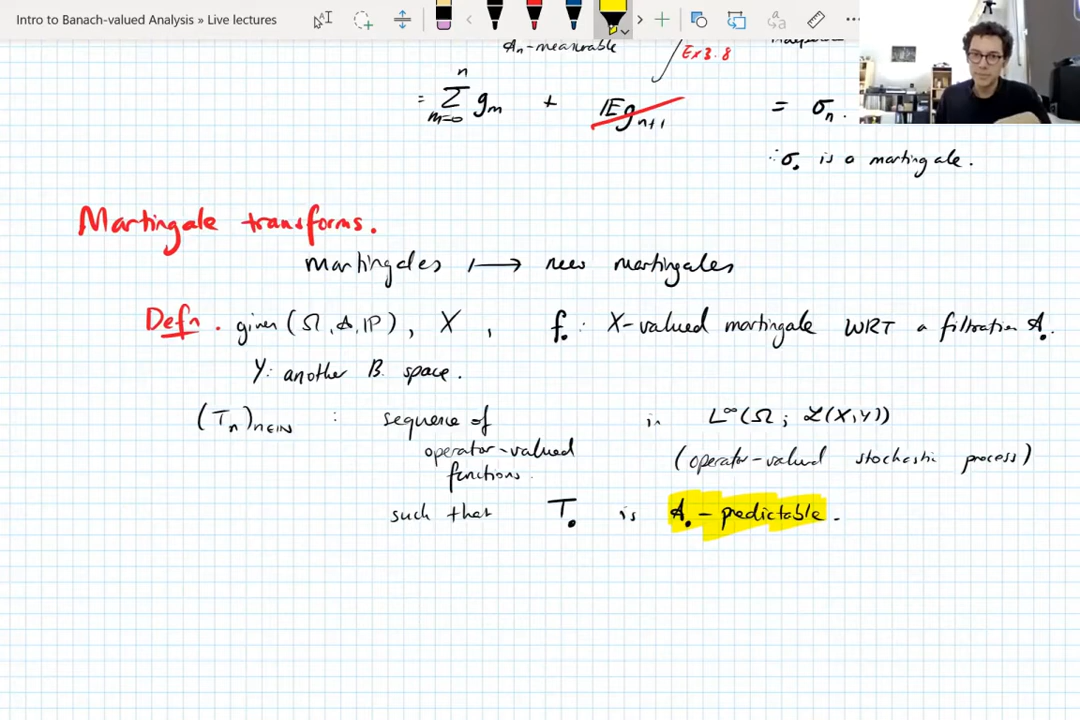 Intro to Banach-valued Analysis » Live lectures
𝒜n-measurable
Ex 3.8
= Σ_{m=0}^{n} g_m + 𝔼g_{n+1} = σ_n.
∴ σ. is a martingale.
Martingale transforms.
martingales ⟼ new martingales
Defn. given (Ω, 𝒜, ℙ), X, f. : X-valued martingale WRT a filtration 𝒜.
Y: another B. space.
(T_n)_{n∈ℕ} : sequence of in L^∞(Ω; ℒ(X,Y))
operator-valued (operator-valued stochastic process)
functions.
such that T. is 𝒜.-predictable.